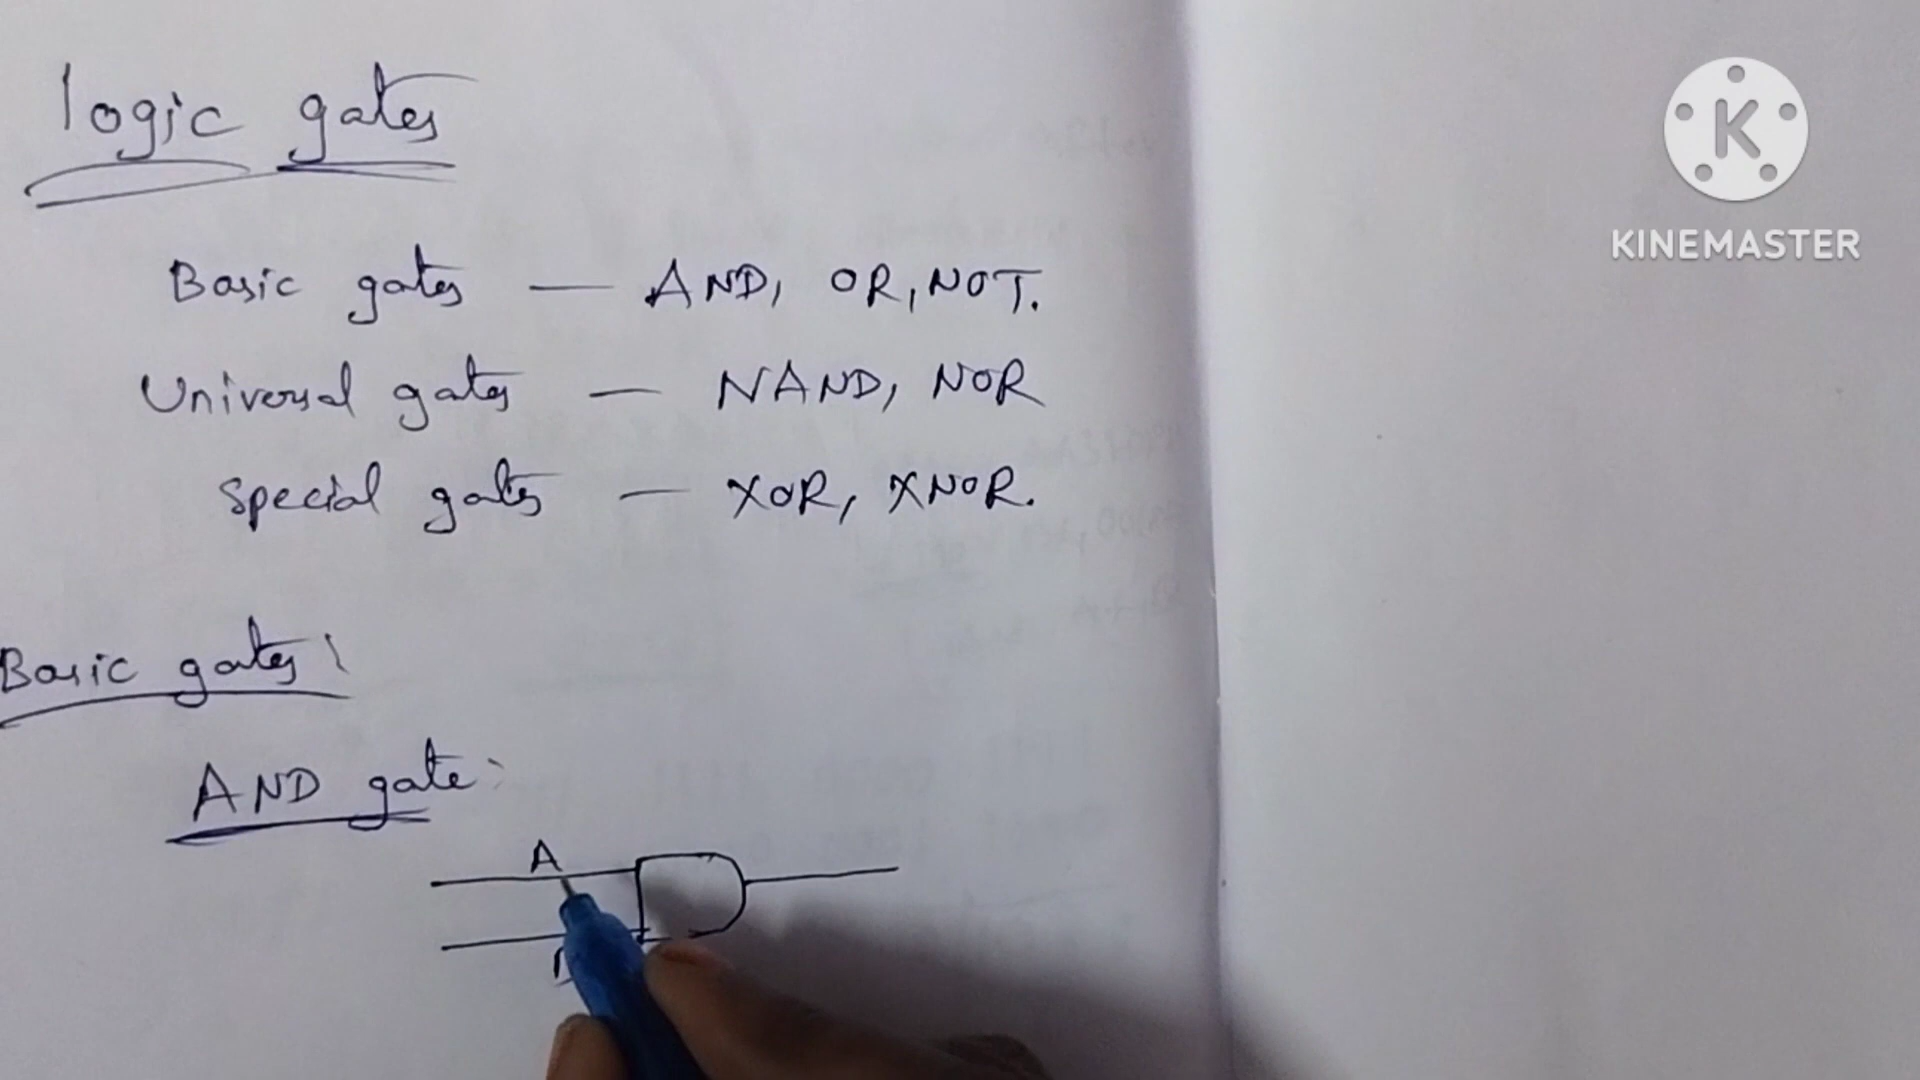 logic gates
Basic gates — AND, OR, NOT.
Universal gates — NAND, NOR
Special gates — XOR, XNOR.
Basic gates:
AND gate:
A
K
KINEMASTER